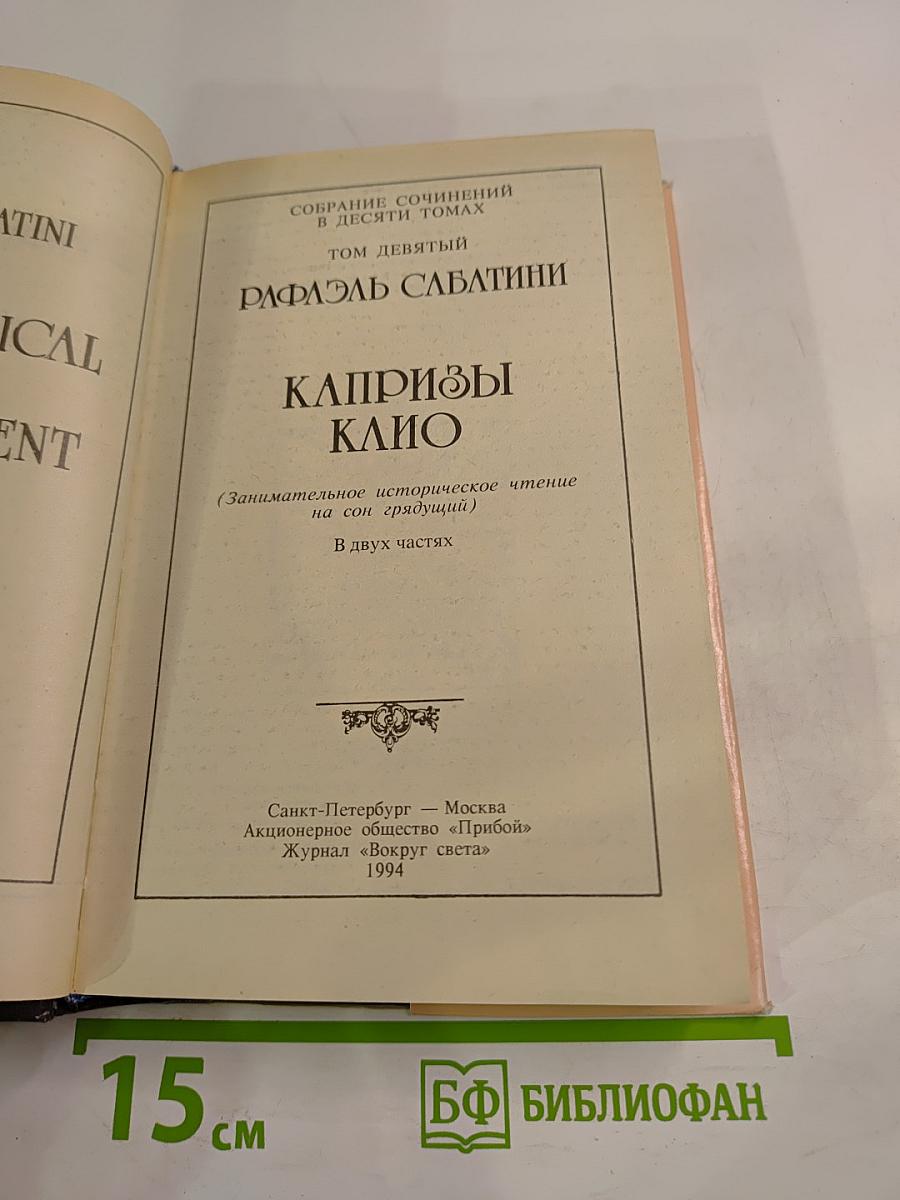 ATINI
ICAL
ENT
СОБРАНИЕ СОЧИНЕНИЙ
В ДЕСЯТИ ТОМАХ
ТОМ ДЕВЯТЫЙ
РАФАЭЛЬ САБАТИНИ
КАПРИЗЫ
КЛИО
(Занимательное историческое чтение
на сон грядущий)
В двух частях
Санкт-Петербург — Москва
Акционерное общество «Прибой»
Журнал «Вокруг света»
1994
15 см
БФ БИБЛИОФАН